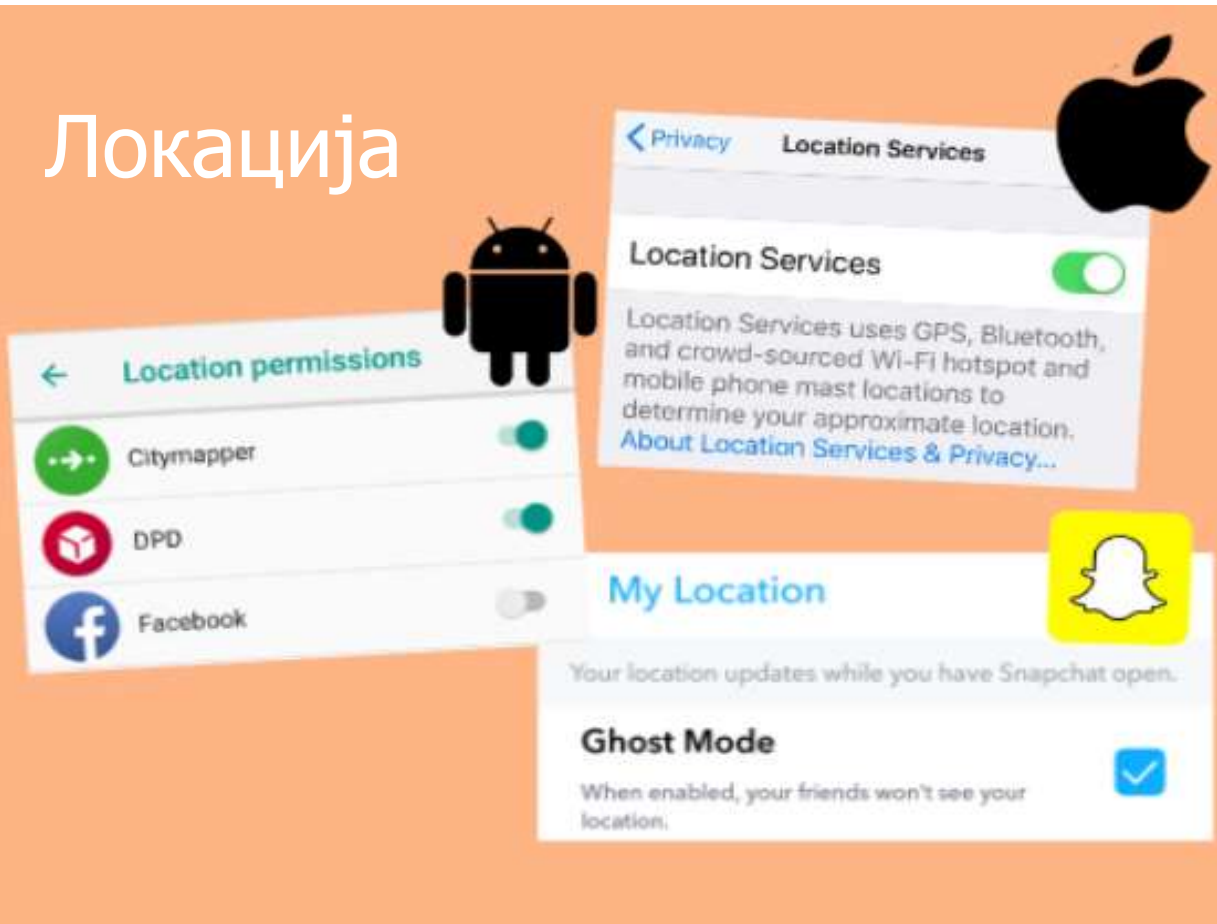 Локација
Privacy
Location Services
Location Services
Location Services uses GPS, Bluetooth,
and crowd-sourced Wi-Fi hotspot and
mobile phone mast locations to
determine your approximate location.
About Location Services & Privacy...
Location permissions
Citymapper
DPD
Facebook
My Location
Your location updates while you have Snapchat open.
Ghost Mode
When enabled, your friends won't see your
location.